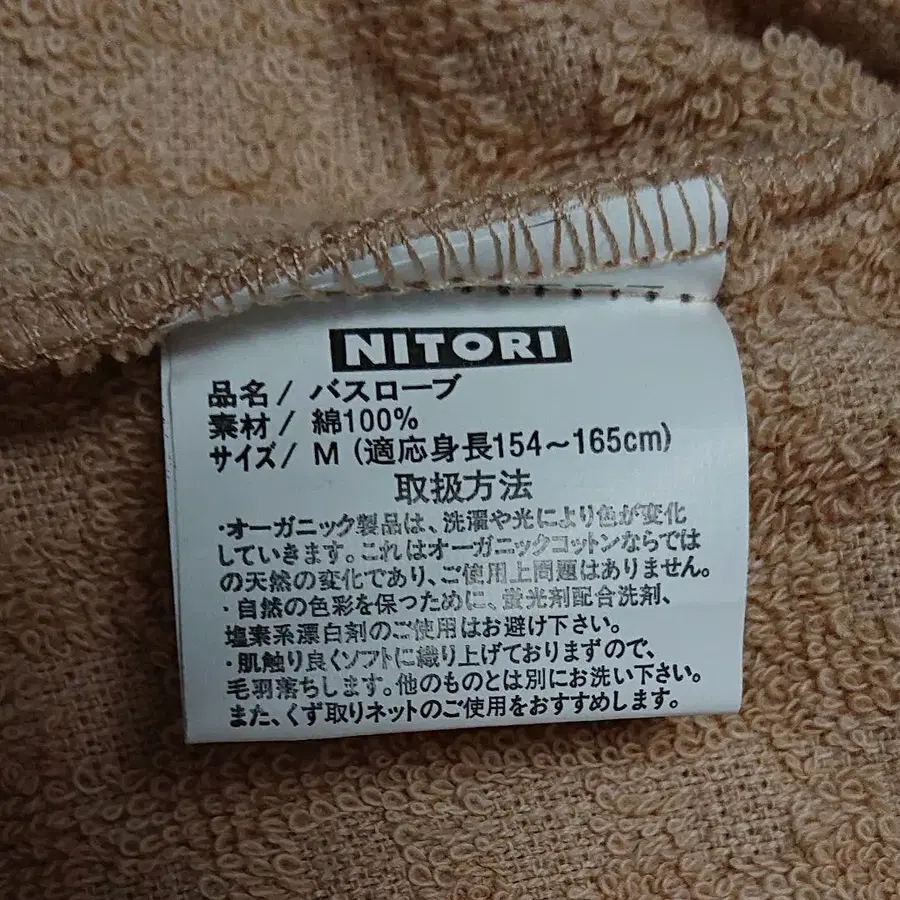 NITORI
品名/ バスローブ
素材/ 綿100%
サイズ/ M (適応身長154～165cm)
取扱方法
・オーガニック製品は、洗濯や光により色が変化
していきます。これはオーガニックコットンならでは
の天然の変化であり、ご使用上問題はありません。
・自然の色彩を保つために、蛍光剤配合洗剤、
塩素系漂白剤のご使用はお避け下さい。
・肌触り良くソフトに織り上げておりますので、
毛羽落ちします。他のものとは別にお洗い下さい。
また、くず取りネットのご使用をおすすめします。